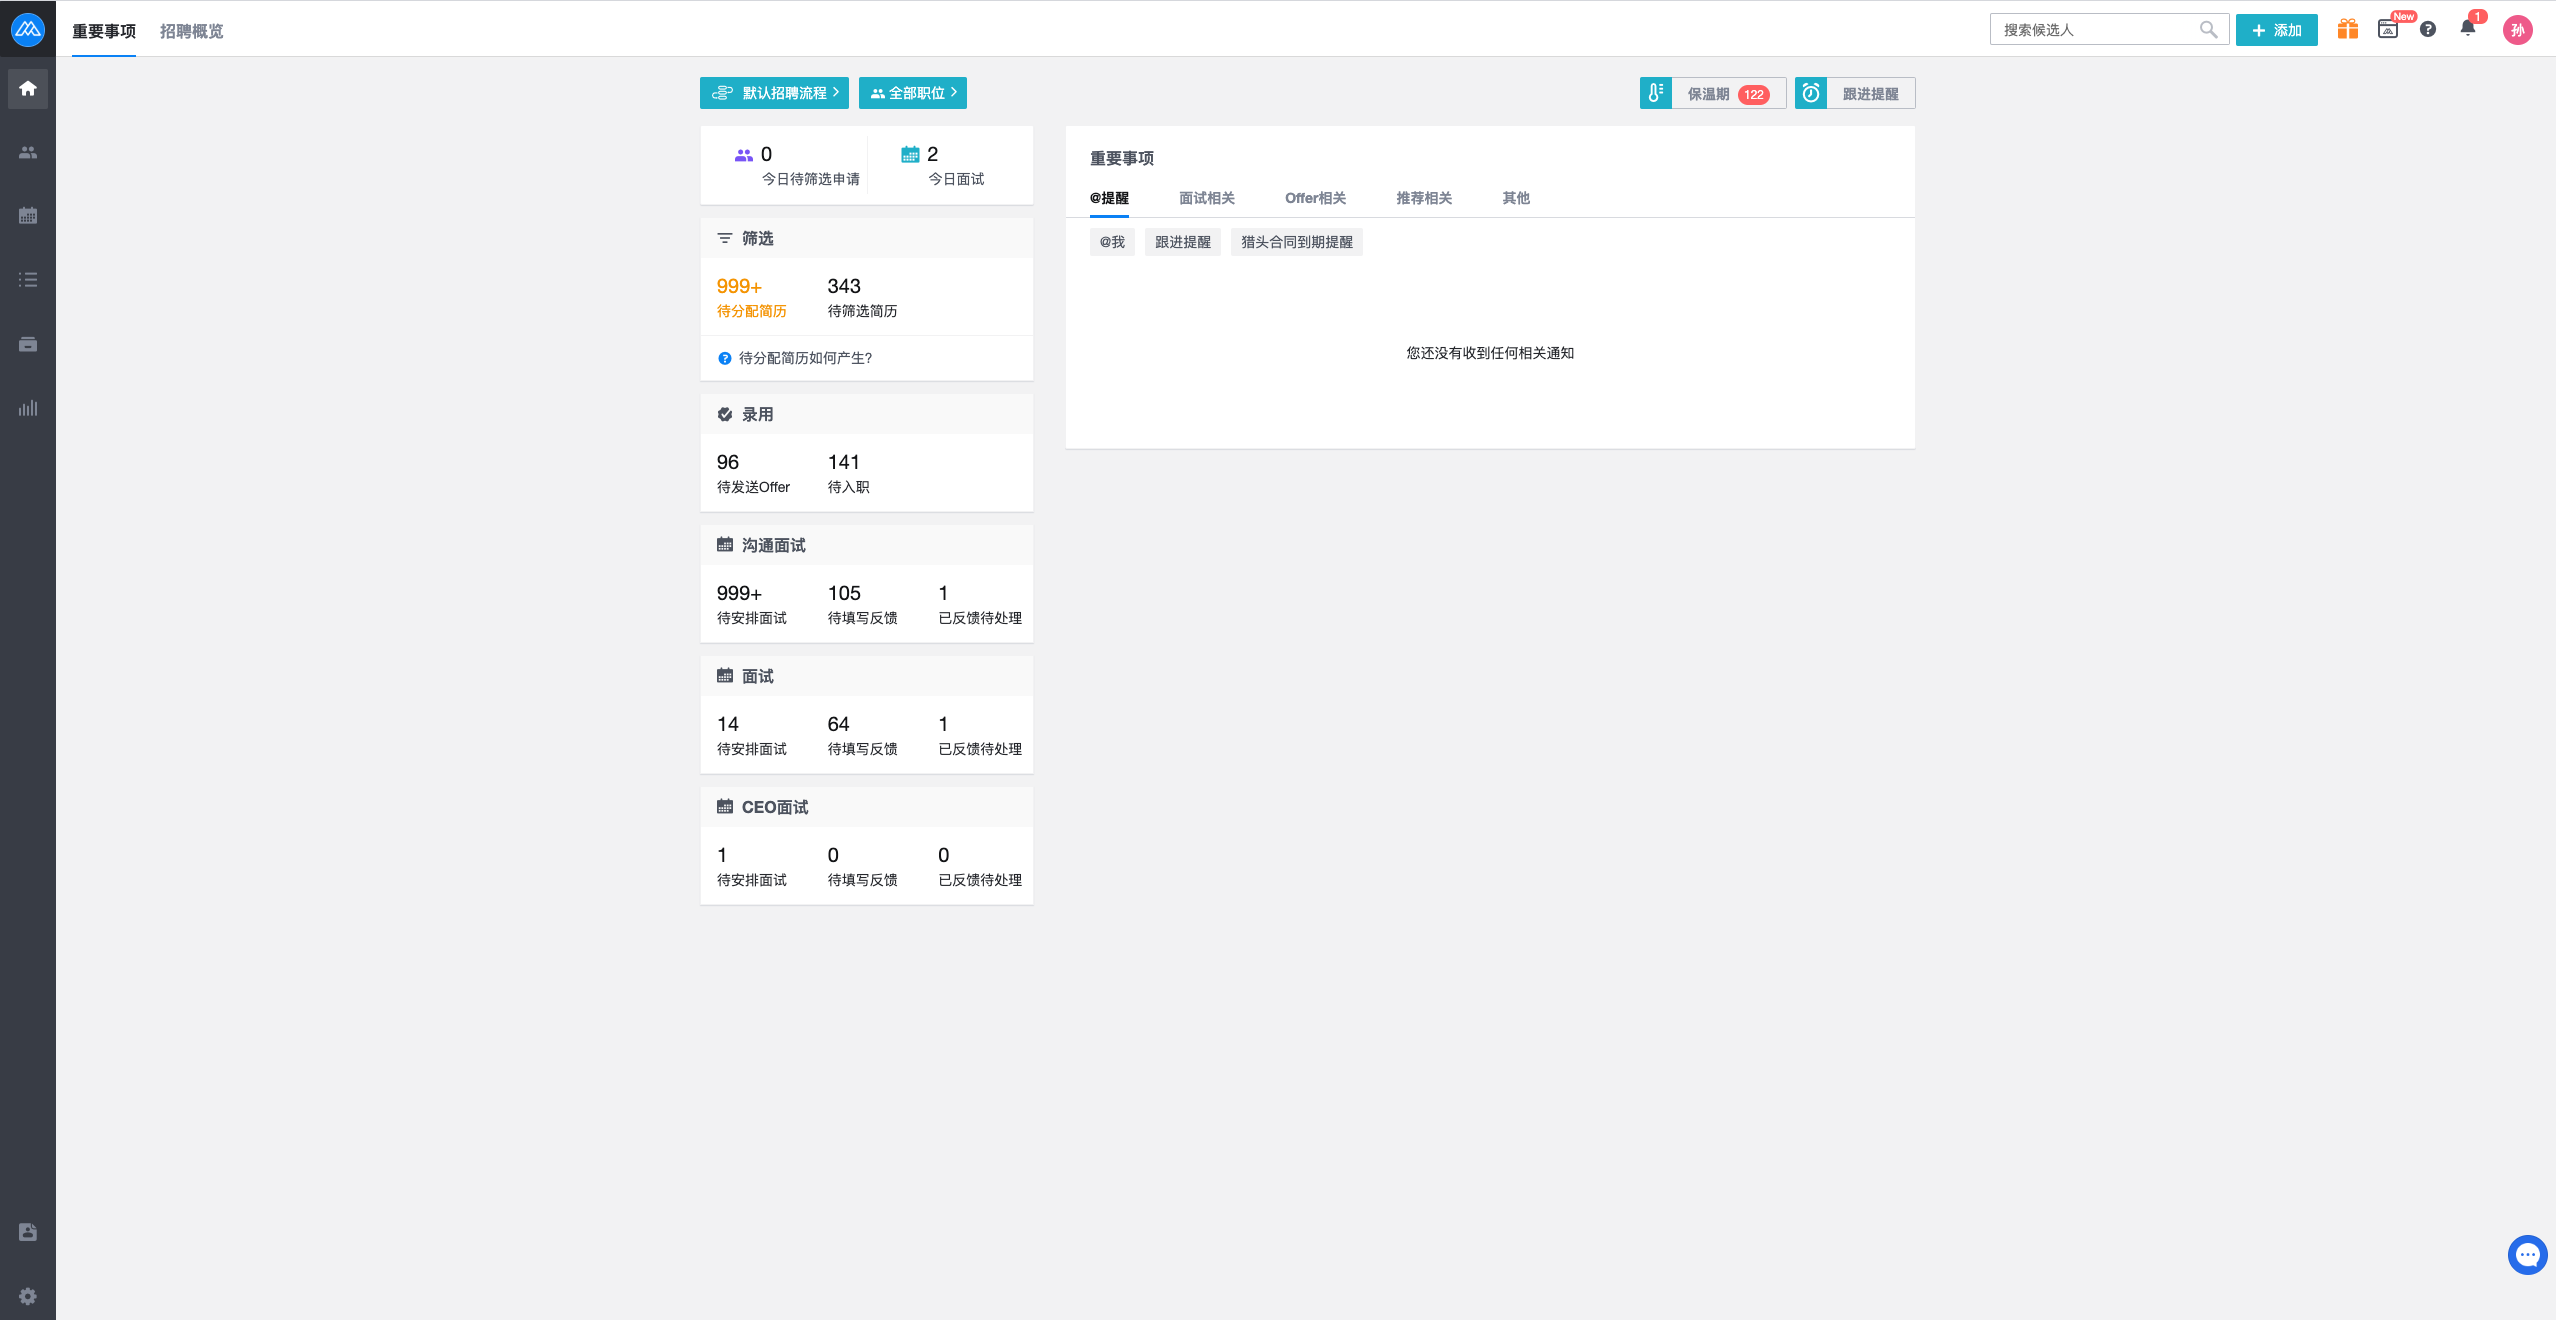 重要事项 招聘概览 搜索候选人 添加 New 1 孙
默认招聘流程 全部职位 保温期 122 跟进提醒
0 2
今日待筛选申请 今日面试
筛选
999+ 343
待分配简历 待筛选简历
待分配简历如何产生?
录用
96 141
待发送Offer 待入职
沟通面试
999+ 105 1
待安排面试 待填写反馈 已反馈待处理
面试
14 64 1
待安排面试 待填写反馈 已反馈待处理
CEO面试
1 0 0
待安排面试 待填写反馈 已反馈待处理
重要事项
@提醒 面试相关 Offer相关 推荐相关 其他
@我 跟进提醒 猎头合同到期提醒
您还没有收到任何相关通知